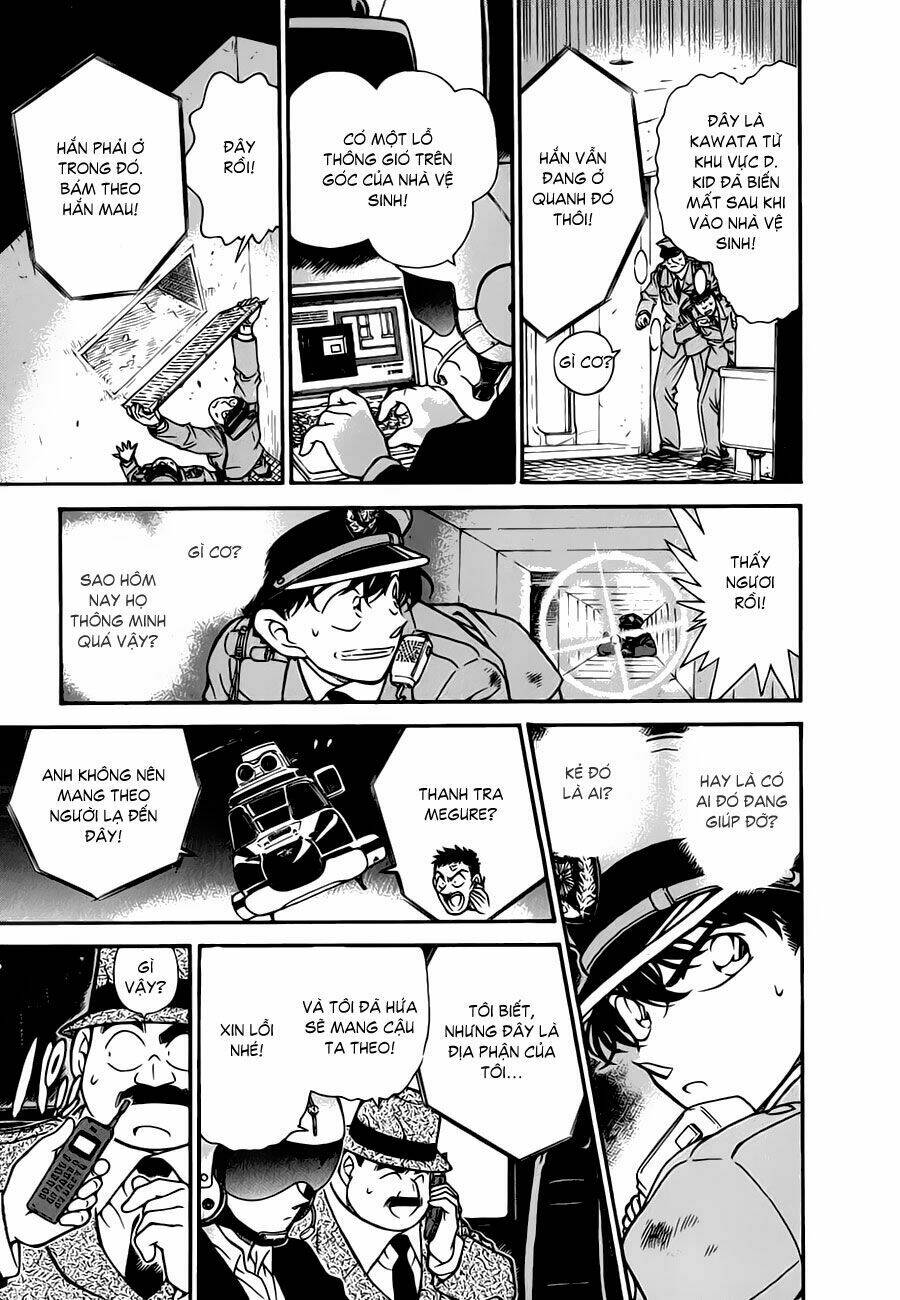 ĐÂY LÀ
KAWATA TỪ
KHU VỰC D.
KID ĐÃ BIẾN
MẤT SAU KHI
VÀO NHÀ VỆ
SINH!
HẮN VẪN
ĐANG Ở
QUANH ĐÓ
THÔI!
GÌ CƠ?
CÓ MỘT LỖ
THÔNG GIÓ TRÊN
GÓC CỦA NHÀ VỆ
SINH!
ĐÂY
RỒI!
HẮN PHẢI Ở
TRONG ĐÓ.
BÁM THEO
HẮN MAU!
THẤY
NGƯƠI
RỒI!
GÌ CƠ?
SAO HÔM
NAY HỌ
THÔNG MINH
QUÁ VẬY?
HAY LÀ CÓ
AI ĐÓ ĐANG
GIÚP ĐỠ?
KẺ ĐÓ
LÀ AI?
THANH TRA
MEGURE?
ANH KHÔNG NÊN
MANG THEO
NGƯỜI LẠ ĐẾN
ĐÂY!
TÔI BIẾT,
NHƯNG ĐÂY LÀ
ĐỊA PHẬN CỦA
TÔI...
VÀ TÔI ĐÃ HỨA
SẼ MANG CẬU
TA THEO!
XIN LỖI
NHÉ!
GÌ
VẬY?